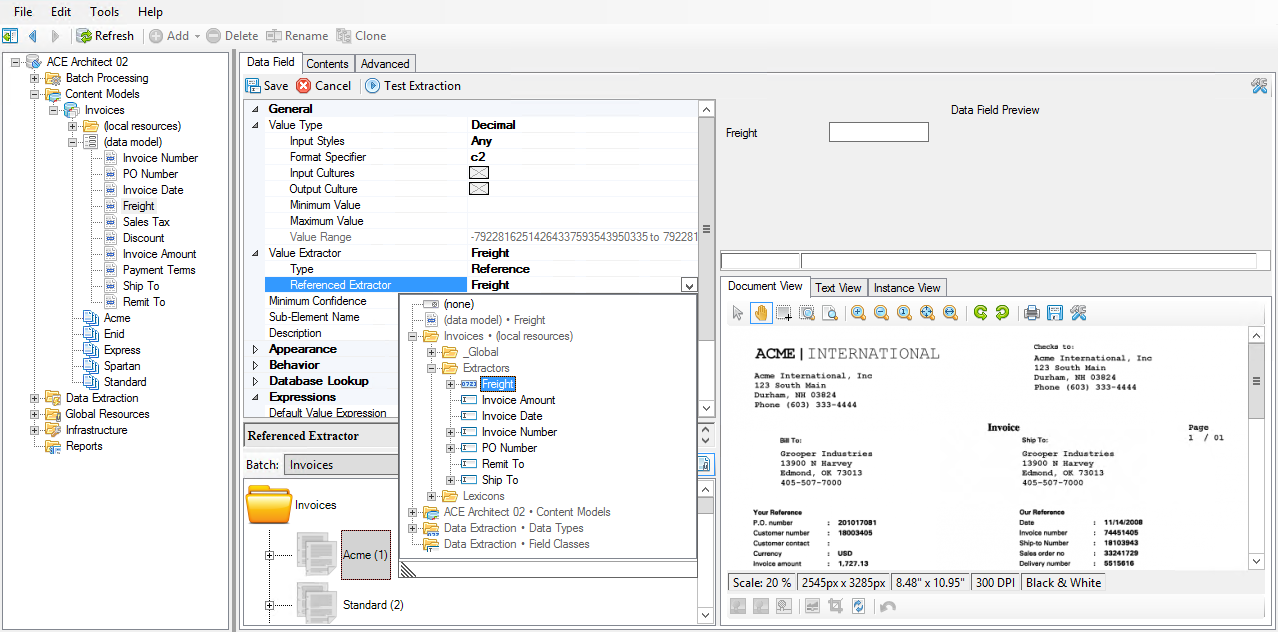 File Edit Tools Help
Refresh Add Delete Rename Clone
ACE Architect 02
Batch Processing
Content Models
Invoices
(local resources)
(data model)
Invoice Number
PO Number
Invoice Date
Freight
Sales Tax
Discount
Invoice Amount
Payment Terms
Ship To
Remit To
Acme
Enid
Express
Spartan
Standard
Data Extraction
Global Resources
Infrastructure
Reports
Data Field Contents Advanced
Save Cancel Test Extraction
General
Value Type Decimal
Input Styles Any
Format Specifier c2
Input Cultures
Output Culture
Minimum Value
Maximum Value
Value Range -79228162514264337593543950335 to 792281
Value Extractor Freight
Type Reference
Referenced Extractor Freight
Minimum Confidence
Sub-Element Name
Description
Appearance
Behavior
Database Lookup
Expressions
Default Value Expression
Referenced Extractor
Batch: Invoices
Invoices
Acme (1)
Standard (2)
(none)
(data model) • Freight
Invoices • (local resources)
_Global
Extractors
Freight
Invoice Amount
Invoice Date
Invoice Number
PO Number
Remit To
Ship To
Lexicons
ACE Architect 02 • Content Models
Data Extraction • Data Types
Data Extraction • Field Classes
Data Field Preview
Freight
Document View Text View Instance View
ACME | INTERNATIONAL
Acme International, Inc
123 South Main
Durham, NH 03824
Phone (603) 333-4444
Checks to:
Acme International, Inc
123 South Main
Durham, NH 03824
Phone (603) 333-4444
Invoice
Page
1 / 01
Bill To:
Grooper Industries
13900 N Harvey
Edmond, OK 73013
405-507-7000
Ship To:
Grooper Industries
13900 N Harvey
Edmond, OK 73013
405-507-7000
Your Reference
P.O. number : 201017081
Customer number : 18003405
Customer contact :
Currency : USD
Invoice amount : 1,727.13
Our Reference
Date : 11/14/2008
Invoice number : 74451405
Ship-to Number : 18103943
Sales order no : 33241729
Delivery number : 5515616
Scale: 20 % 2545px x 3285px 8.48" x 10.95" 300 DPI Black & White